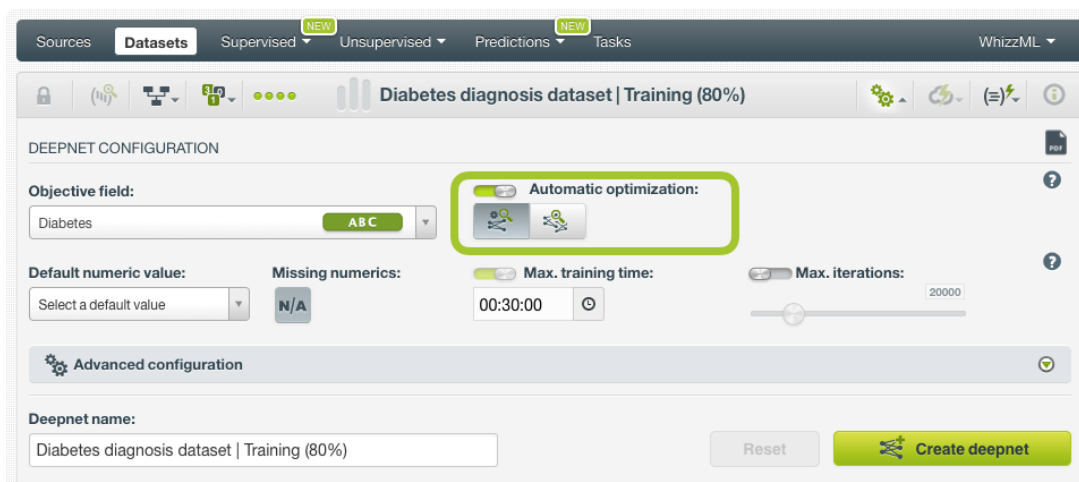 NEW NEW
Sources Datasets Supervised Unsupervised Predictions Tasks WhizzML
Diabetes diagnosis dataset | Training (80%)
DEEPNET CONFIGURATION
PDF
Objective field:
Automatic optimization:
?
Diabetes
ABC
Default numeric value:
Missing numerics:
Max. training time:
Max. iterations:
?
Select a default value
N/A
00:30:00
20000
Advanced configuration
Deepnet name:
Diabetes diagnosis dataset | Training (80%)
Reset
Create deepnet